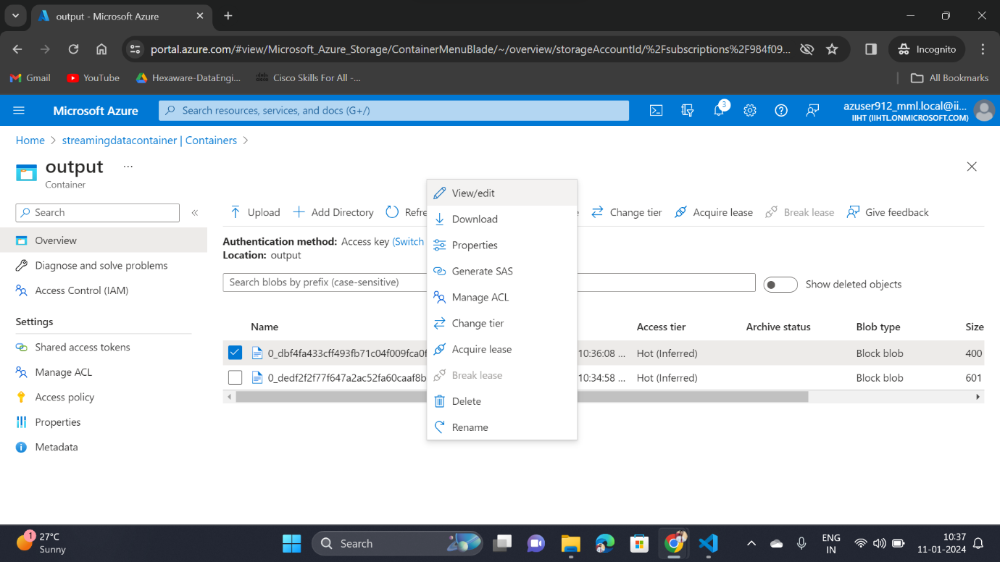 output - Microsoft Azure
portal.azure.com/#view/Microsoft_Azure_Storage/ContainerMenuBlade/~/overview/storageAccountId/%2Fsubscriptions%2F984f09...
Incognito
Gmail
YouTube
Hexaware-DataEngi...
Cisco Skills For All -...
All Bookmarks
Microsoft Azure
Search resources, services, and docs (G+/)
3
azuser912_mml.local@ii...
IIHT (IIHTL.ONMICROSOFT.COM)
Home > streamingdatacontainer | Containers >
output ...
Container
Search
«
Overview
Diagnose and solve problems
Access Control (IAM)
Settings
Shared access tokens
Manage ACL
Access policy
Properties
Metadata
Upload
Add Directory
Refre
Change tier
Acquire lease
Break lease
Give feedback
Authentication method: Access key (Switch
Location: output
Search blobs by prefix (case-sensitive)
Show deleted objects
Name
Access tier
Archive status
Blob type
Size
0_dbf4fa433cff493fb71c04f009fca0f
10:36:08 ...
Hot (Inferred)
Block blob
400
0_dedf2f2f77f647a2ac52fa60caaf8b
10:34:58 ...
Hot (Inferred)
Block blob
601
View/edit
Download
Properties
Generate SAS
Manage ACL
Change tier
Acquire lease
Break lease
Delete
Rename
1
27°C
Sunny
Search
ENG
IN
10:37
11-01-2024